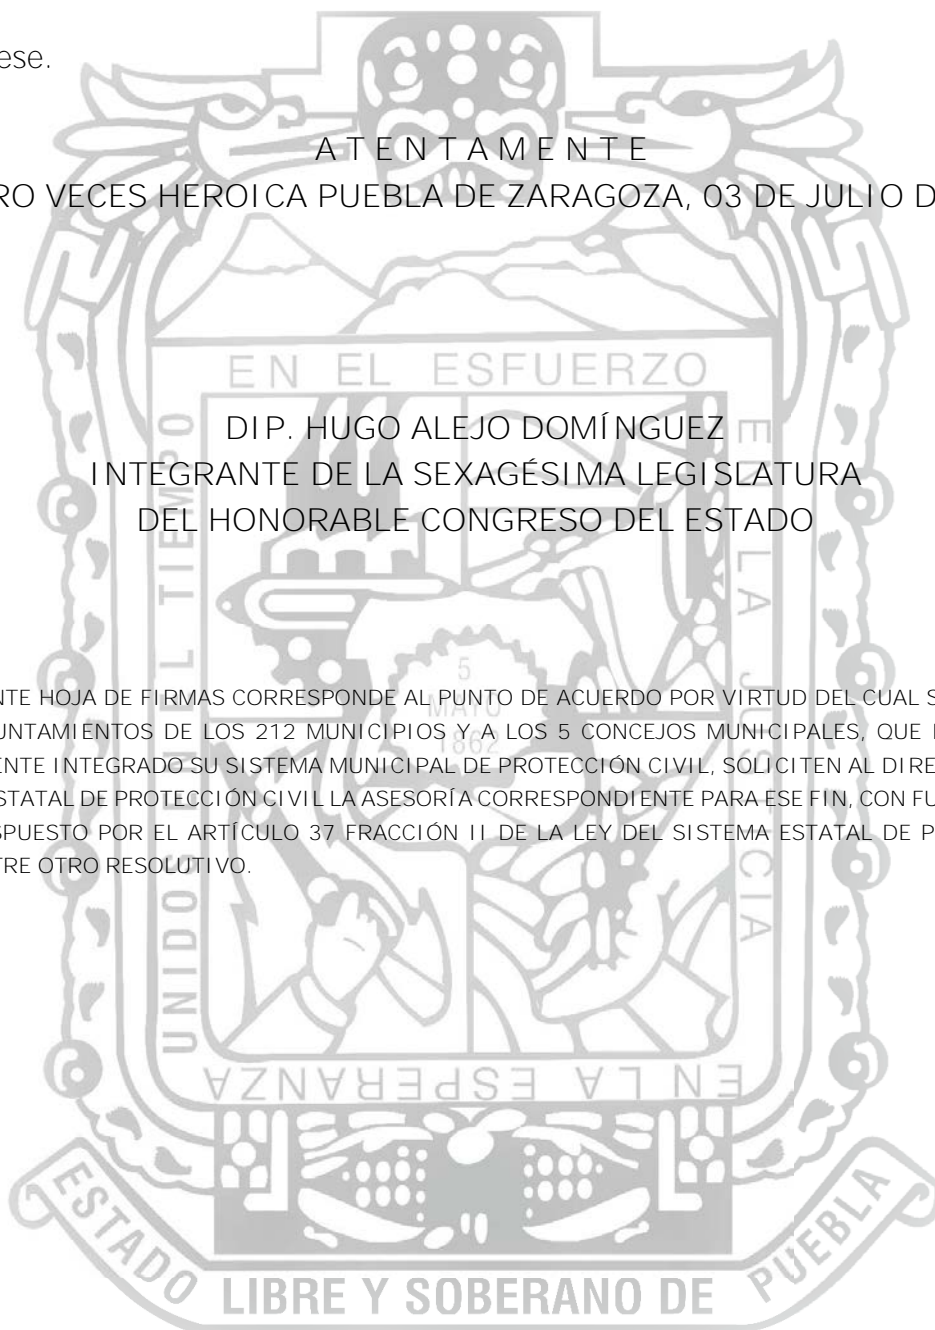 ese.
ATENTAMENTE
RO VECES HEROICA PUEBLA DE ZARAGOZA, 03 DE JULIO D
EN EL ESFUERZO
DIP. HUGO ALEJO DOMÍNGUEZ
INTEGRANTE DE LA SEXAGÉSIMA LEGISLATURA
DEL HONORABLE CONGRESO DEL ESTADO
EN LA JUSTICIA
UNIDOS EN EL TIEMPO
5
MAYO
1862
NTE HOJA DE FIRMAS CORRESPONDE AL PUNTO DE ACUERDO POR VIRTUD DEL CUAL S
UNTAMIENTOS DE LOS 212 MUNICIPIOS Y A LOS 5 CONCEJOS MUNICIPALES, QUE
ENTE INTEGRADO SU SISTEMA MUNICIPAL DE PROTECCIÓN CIVIL, SOLICITEN AL DIRE
STATAL DE PROTECCIÓN CIVIL LA ASESORÍA CORRESPONDIENTE PARA ESE FIN, CON FU
SPUESTO POR EL ARTÍCULO 37 FRACCIÓN II DE LA LEY DEL SISTEMA ESTATAL DE P
TRE OTRO RESOLUTIVO.
EN LA ESPERANZA
ESTADO LIBRE Y SOBERANO DE PUEBLA